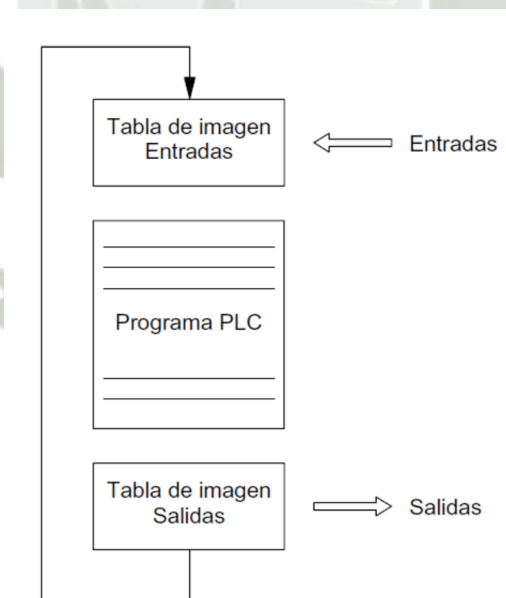 Tabla de imagen
Entradas
Entradas
Programa PLC
Tabla de imagen
Salidas
Salidas